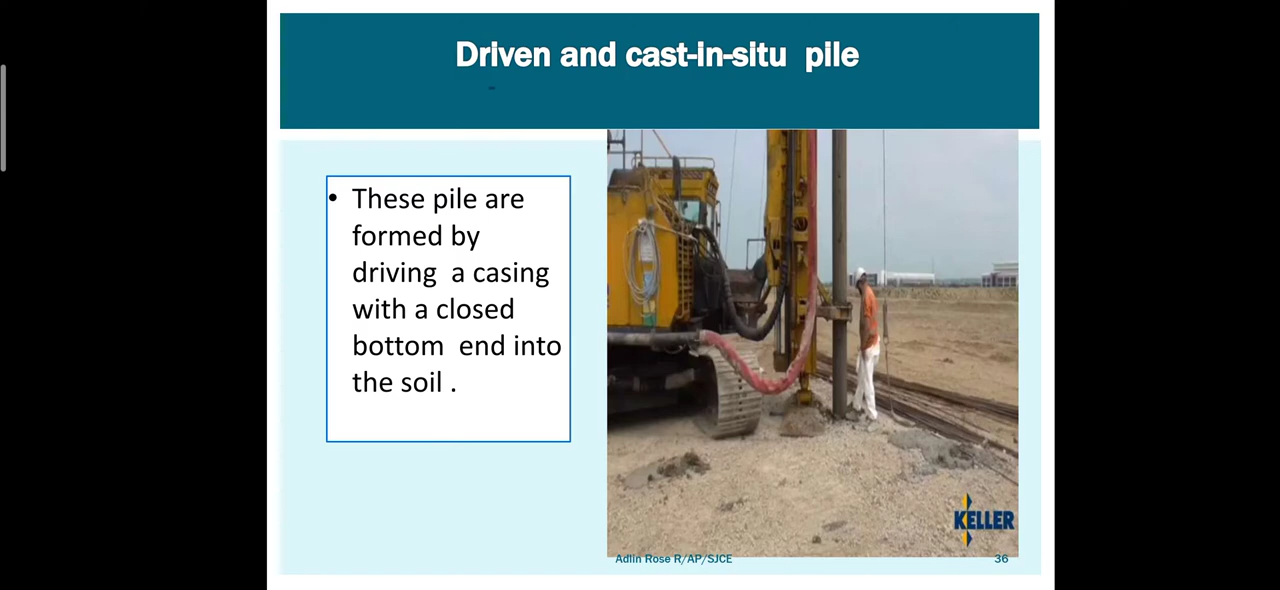 Driven and cast-in-situ pile
• These pile are
formed by
driving a casing
with a closed
bottom end into
the soil .
KELLER
Adlin Rose R/AP/SJCE
36